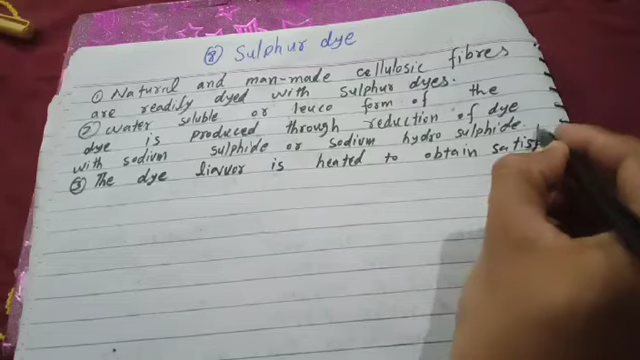 ⑧ Sulphur dye
① Natural and man-made cellulosic fibres
are readily dyed with sulphur dyes.
② Water soluble or leuco form of the
dye is produced through reduction of dye
with sodium sulphide or sodium hydro sulphide.
③ The dye liquor is heated to obtain satisf